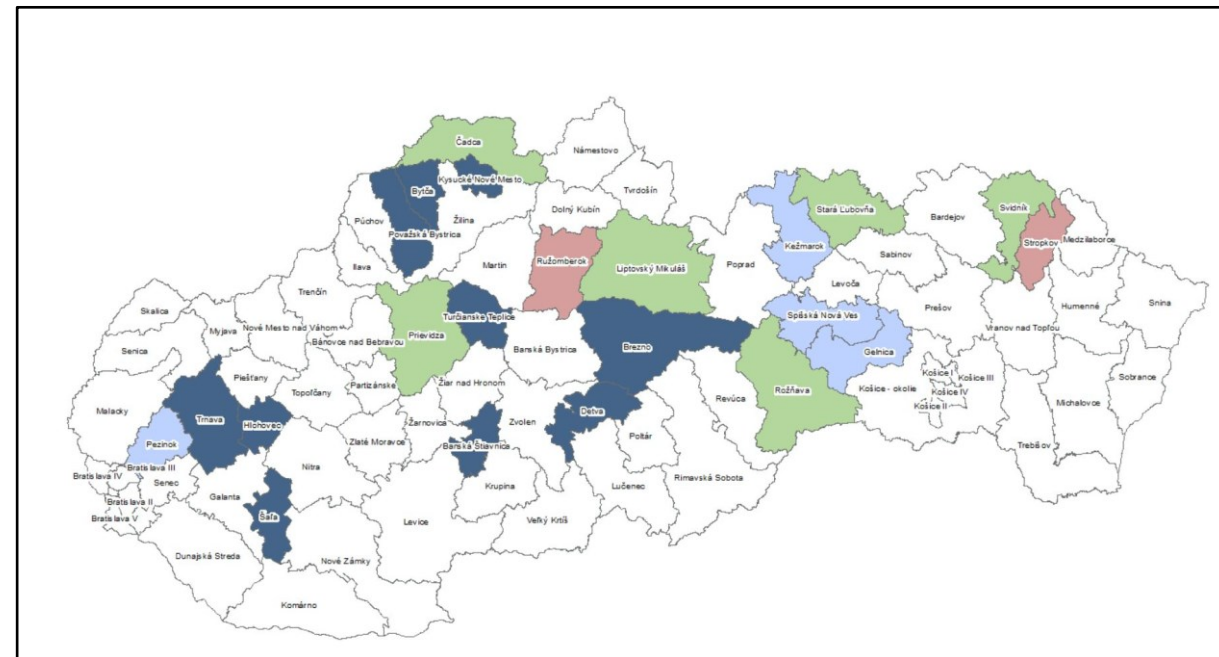 Čadca
Námestovo
Kysucké Nové Mesto
Bytča
Tvrdošín
Svidník
Dolný Kubín
Stará Ľubovňa
Púchov
Žilina
Bardejov
Považská Bystrica
Kežmarok
Stropkov
Medzilaborce
Martin
Ružomberok
Liptovský Mikuláš
Poprad
Sabinov
Ilava
Levoča
Trenčín
Prešov
Humenné
Snina
Skalica
Turčianske Teplice
Spišská Nová Ves
Myjava
Nové Mesto nad Váhom
Prievidza
Vranov nad Topľou
Bánovce nad Bebravou
Banská Bystrica
Brezno
Senica
Gelnica
Piešťany
Partizánske
Žiar nad Hronom
Košice I
Košice III
Sobrance
Topoľčany
Rožňava
Košice - okolie
Košice IV
Revúca
Košice II
Michalovce
Malacky
Trnava
Hlohovec
Žarnovica
Zvolen
Detva
Poltár
Pezinok
Zlaté Moravce
Banská Štiavnica
Trebišov
Bratislava III
Nitra
Bratislava IV
Senec
Rimavská Sobota
Krupina
Lučenec
Galanta
Bratislava II
Levice
Šaľa
Bratislava V
Veľký Krtíš
Dunajská Streda
Nové Zámky
Komárno